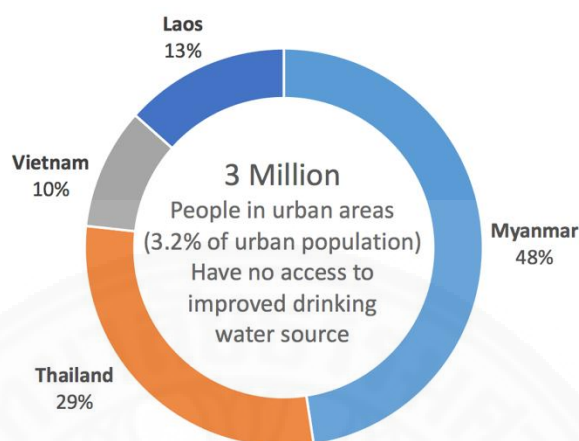 Laos
13%
Vietnam
10%
3 Million
People in urban areas
(3.2% of urban population)
Have no access to
improved drinking
water source
Myanmar
48%
Thailand
29%